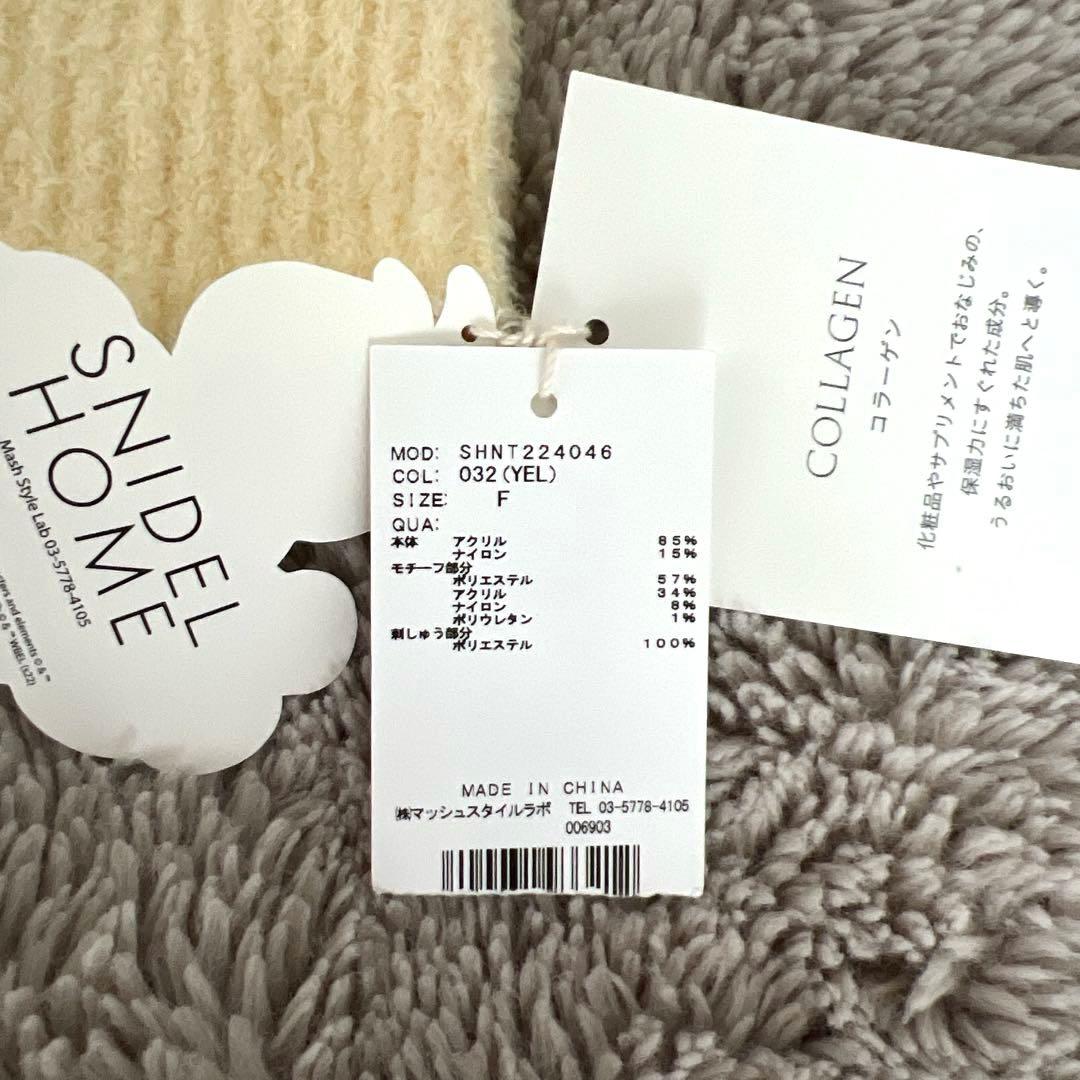 SNIDEL
HOME
Mash Style Lab 03-5778-4105
and elements © & ™
© & ™ WBEL (s22)
MOD: SHNT224046
COL: 032(YEL)
SIZE: F
QUA:
本体 アクリル 85%
ナイロン 15%
モチーフ部分
ポリエステル 57%
アクリル 34%
ナイロン 8%
ポリウレタン 1%
刺しゅう部分
ポリエステル 100%
MADE IN CHINA
㈱マッシュスタイルラボ TEL 03-5778-4105
006903
COLLAGEN
コラーゲン
化粧品やサプリメントでおなじみの、
保湿力にすぐれた成分。
うるおいに満ちた肌へと導く。